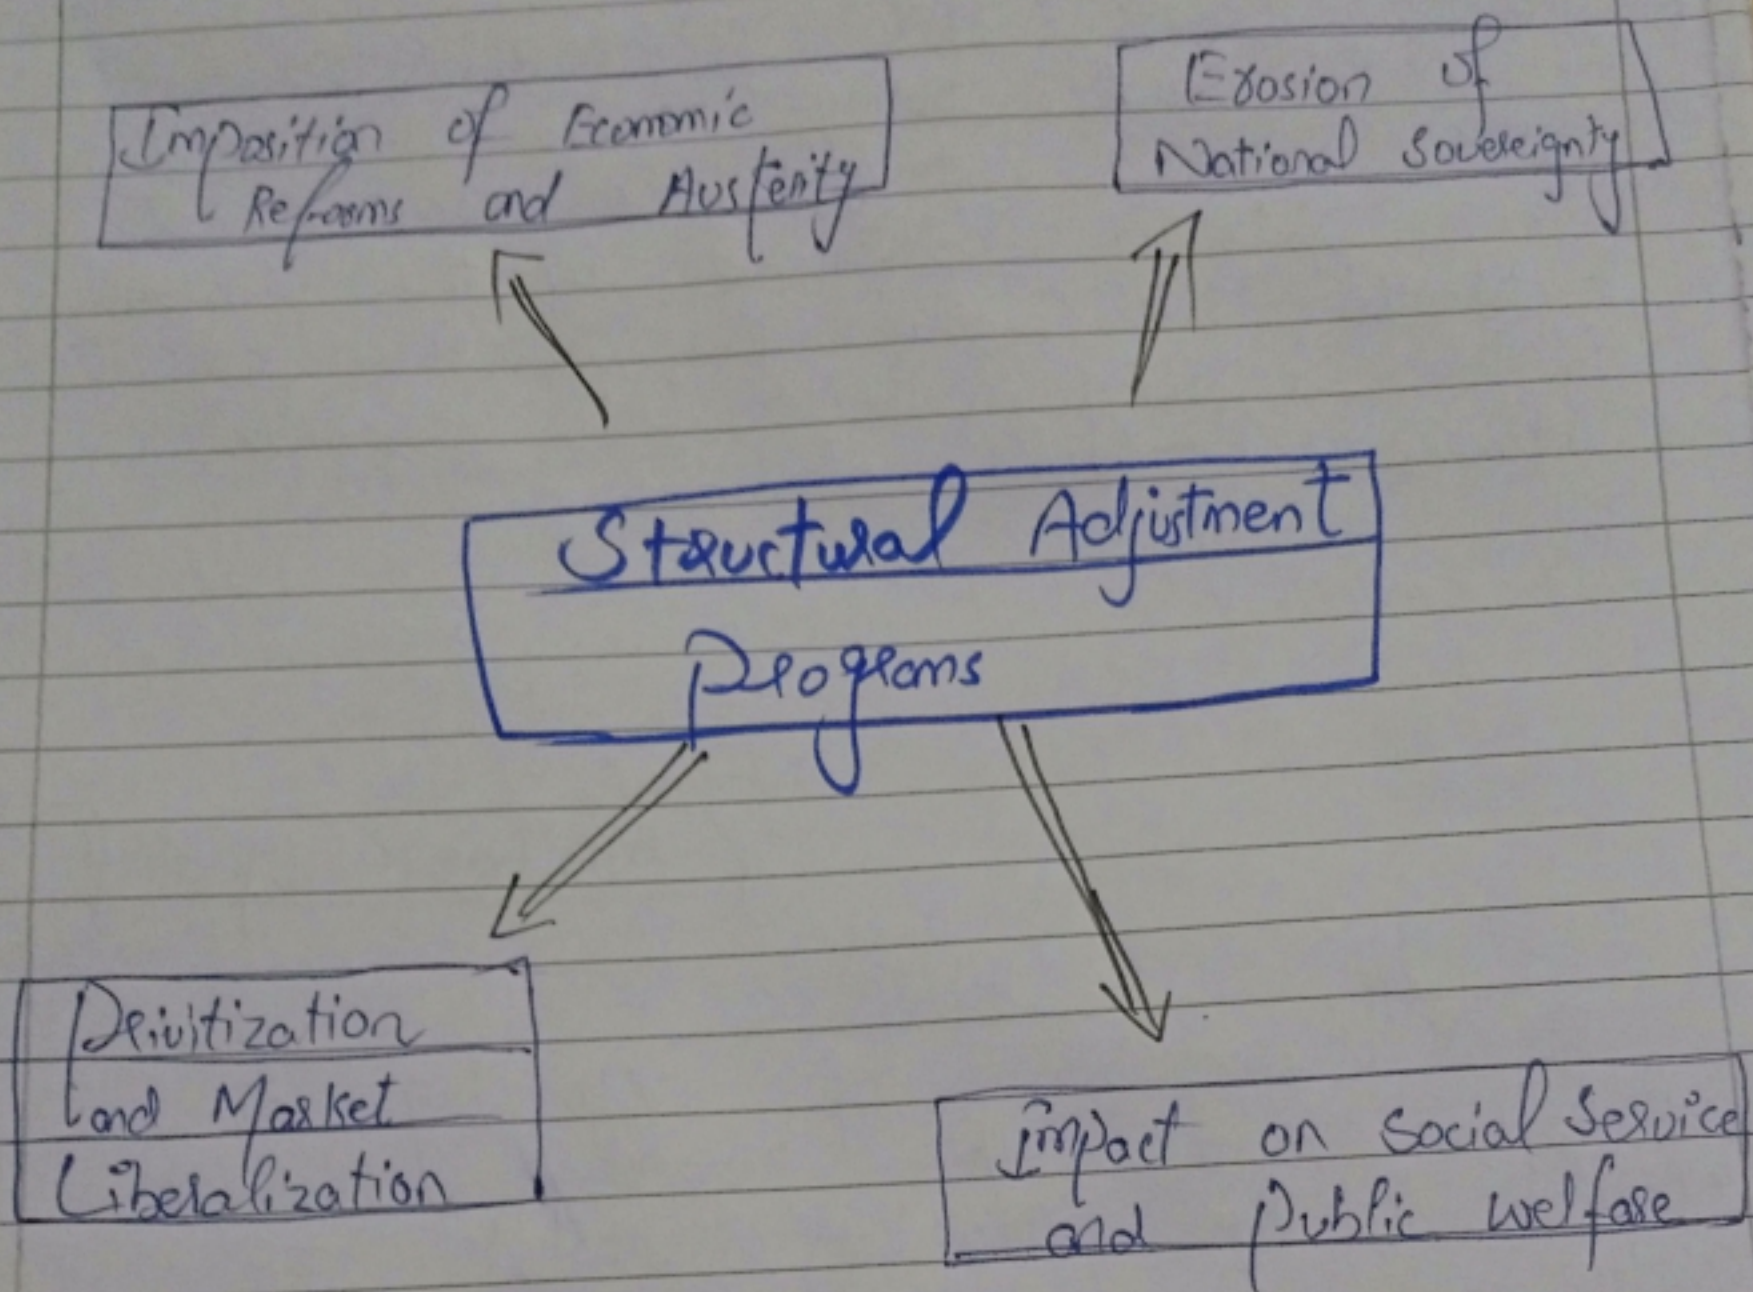 Imposition of Economic
Reforms and Austerity
Erosion of
National Sovereignty
Structural Adjustment
Programs
Privitization
and Market
Liberalization
Impact on Social Service
and Public welfare